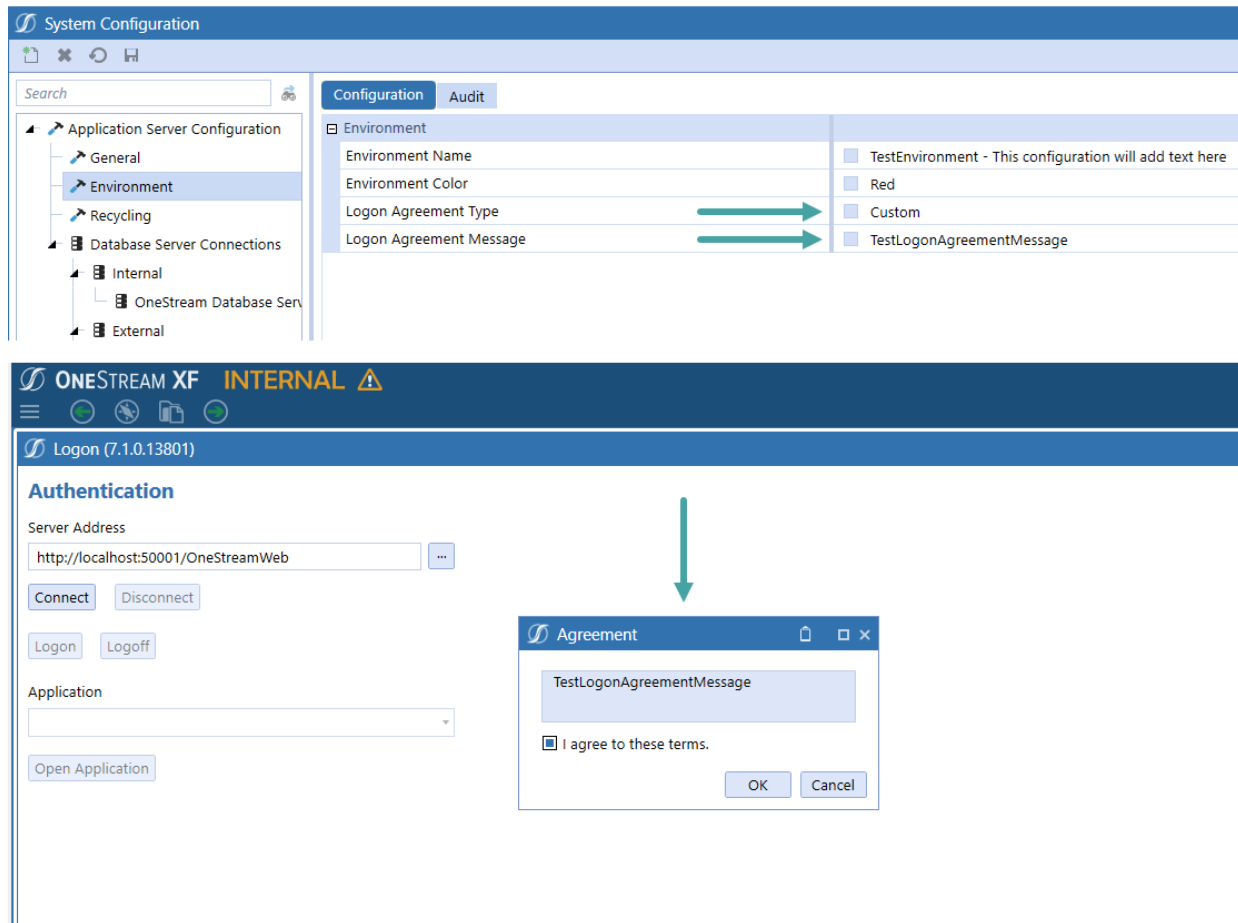 System Configuration
Search
Configuration
Audit
Application Server Configuration
General
Environment
Recycling
Database Server Connections
Internal
OneStream Database Serv
External
Environment
Environment Name TestEnvironment - This configuration will add text here
Environment Color Red
Logon Agreement Type Custom
Logon Agreement Message TestLogonAgreementMessage
ONESTREAM XF INTERNAL
Logon (7.1.0.13801)
Authentication
Server Address
http://localhost:50001/OneStreamWeb ...
Connect Disconnect
Logon Logoff
Application
Open Application
Agreement
TestLogonAgreementMessage
I agree to these terms.
OK Cancel